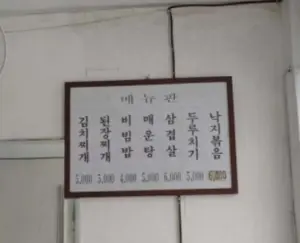 메뉴판
김치찌개 5,000
된장찌개 5,000
비빔밥 4,000
매운탕 5,000
삼겹살 6,000
두루치기 5,000
낙지볶음